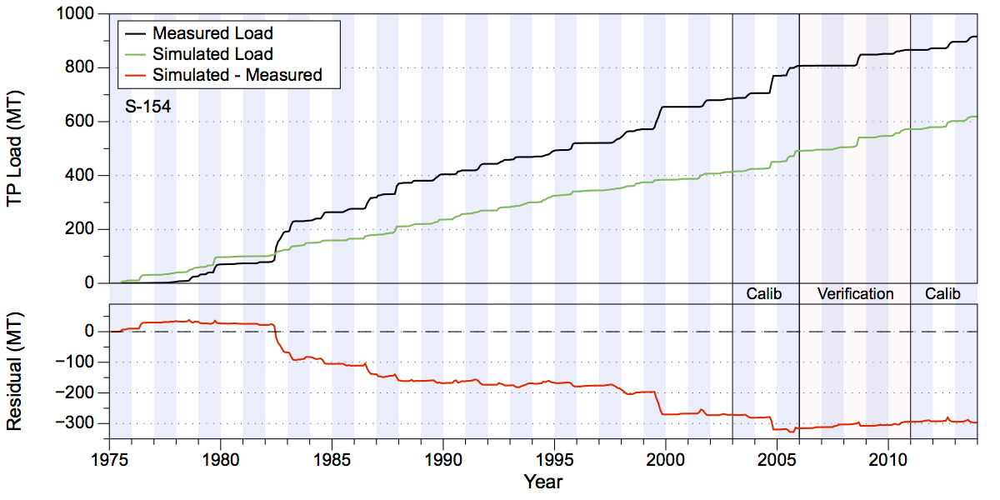 1000
800
600
400
200
0
TP Load (MT)
Measured Load
Simulated Load
Simulated - Measured
S-154
Calib
Verification
Calib
0
−100
−200
−300
Residual (MT)
1975
1980
1985
1990
1995
2000
2005
2010
Year